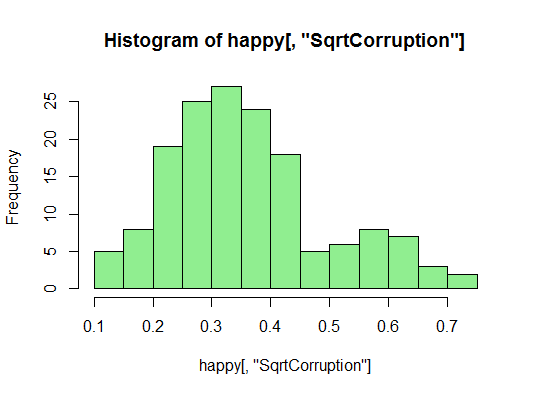 Histogram of happy[, "SqrtCorruption"]
Frequency
25
20
15
10
5
0
0.1 0.2 0.3 0.4 0.5 0.6 0.7
happy[, "SqrtCorruption"]